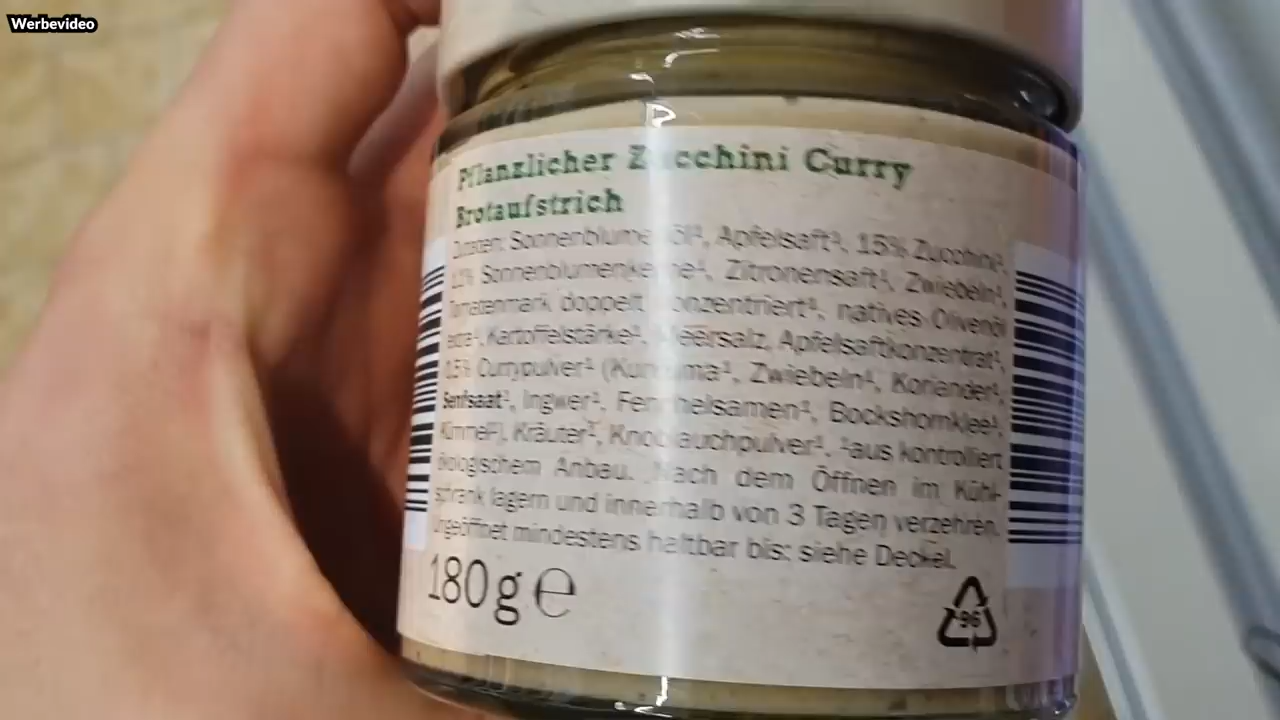 Werbevideo
Pflanzlicher Zucchini Curry
Brotaufstrich
Zutaten: Sonnenblumenöl¹, Apfelsaft¹, 15% Zucchini¹,
Sonnenblumenkerne¹, Zitronensaft¹, Zwiebeln¹,
Tomatenmark doppelt konzentriert¹, natives Olivenöl
extra¹, Kartoffelstärke¹, Meersalz, Apfelsaftkonzentrat¹,
Currypulver¹ (Kurkuma¹, Zwiebeln¹, Koriander¹,
Senfsaat¹, Ingwer¹, Fenchelsamen¹, Bockshornklee¹,
Kümmel¹), Kräuter¹, Knoblauchpulver¹. ¹aus kontrolliert
ökologischem Anbau. Nach dem Öffnen im Kühl-
schrank lagern und innerhalb von 3 Tagen verzehren.
Ungeöffnet mindestens haltbar bis: siehe Deckel.
180 g ℮
96